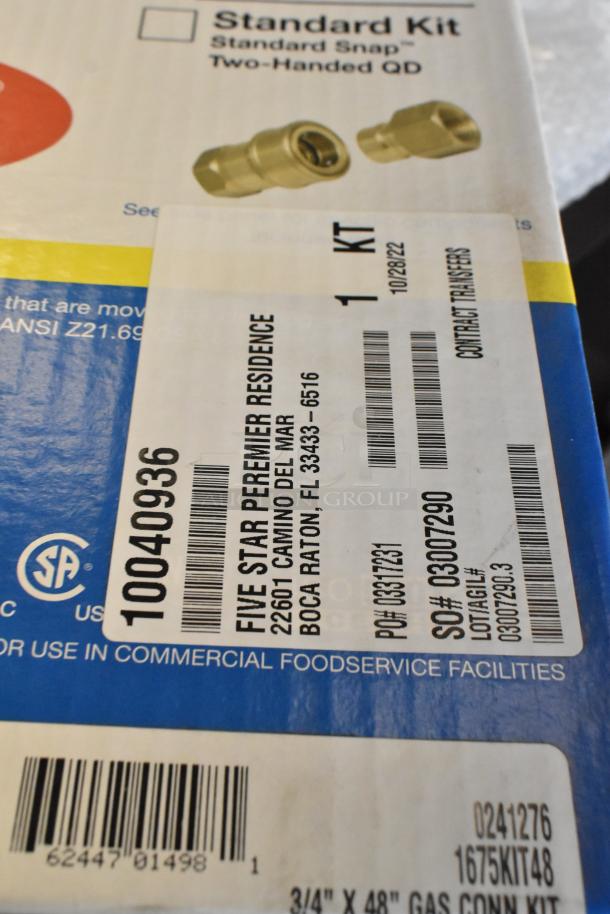 Standard Kit
Standard Snap™
Two-Handed QD
See
ts
that are mov
ANSI Z21.69
10040936
FIVE STAR PEREMIER RESIDENCE
22601 CAMINO DEL MAR
BOCA RATON, FL 33433-6516
1 KT
PO# 03317231
10/28/22
SO# 03007290
LOT/AGIL#
03007290.3
CONTRACT TRANSFERS
GROUP
SA
C US
OR USE IN COMMERCIAL FOODSERVICE FACILITIES
62447 01498 1
0241276
1675KIT48
3/4" X 48" GAS CONN KIT